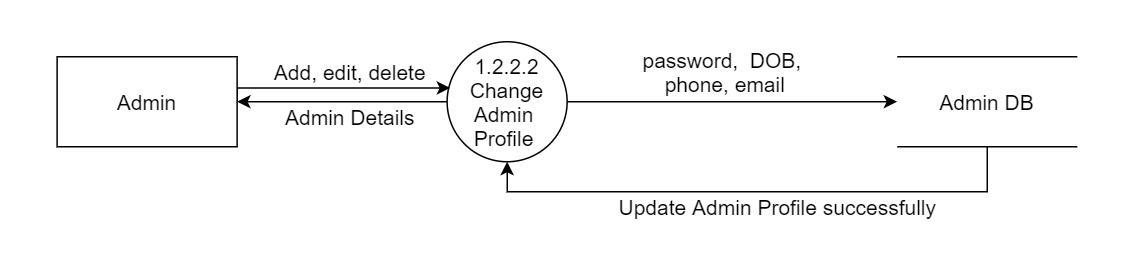 Admin
Add, edit, delete
Admin Details
1.2.2.2
Change
Admin
Profile
password,  DOB,
phone, email
Admin DB
Update Admin Profile successfully